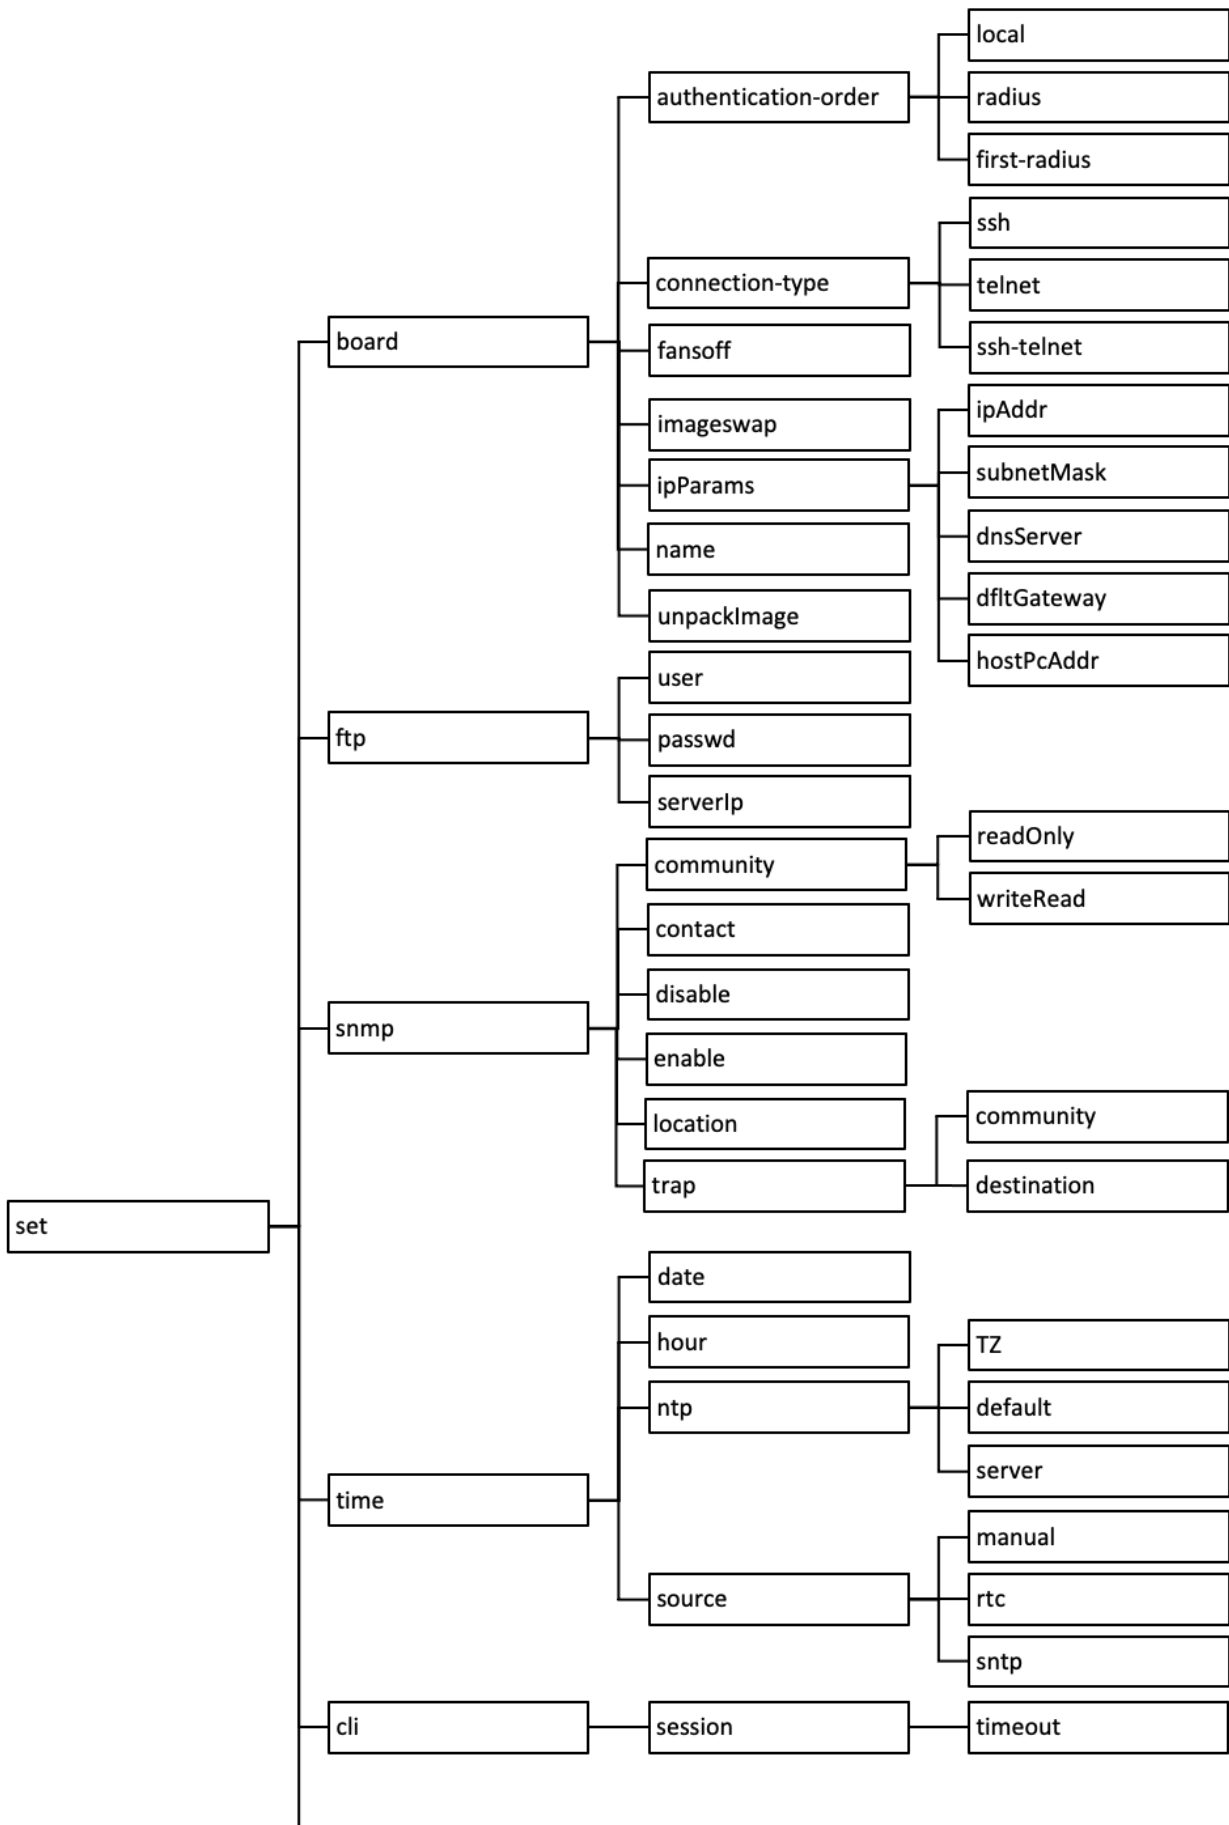 local
authentication-order
radius
first-radius
ssh
connection-type
telnet
board
fansoff
ssh-telnet
imageswap
ipAddr
ipParams
subnetMask
name
dnsServer
unpackImage
dfltGateway
hostPcAddr
user
ftp
passwd
serverIp
community
readOnly
writeRead
contact
disable
snmp
enable
location
community
trap
destination
set
date
hour
TZ
ntp
default
server
time
manual
source
rtc
sntp
cli
session
timeout